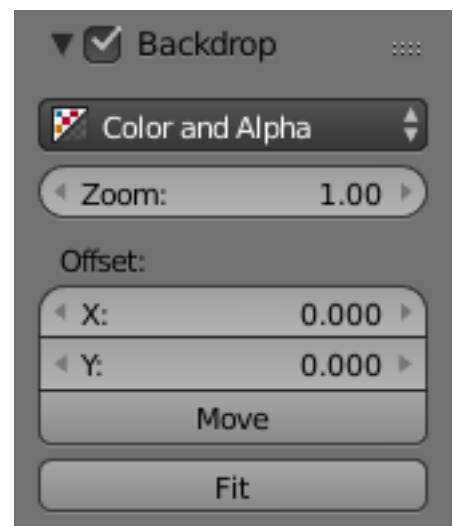 Backdrop
Color and Alpha
Zoom: 1.00
Offset:
X: 0.000
Y: 0.000
Move
Fit